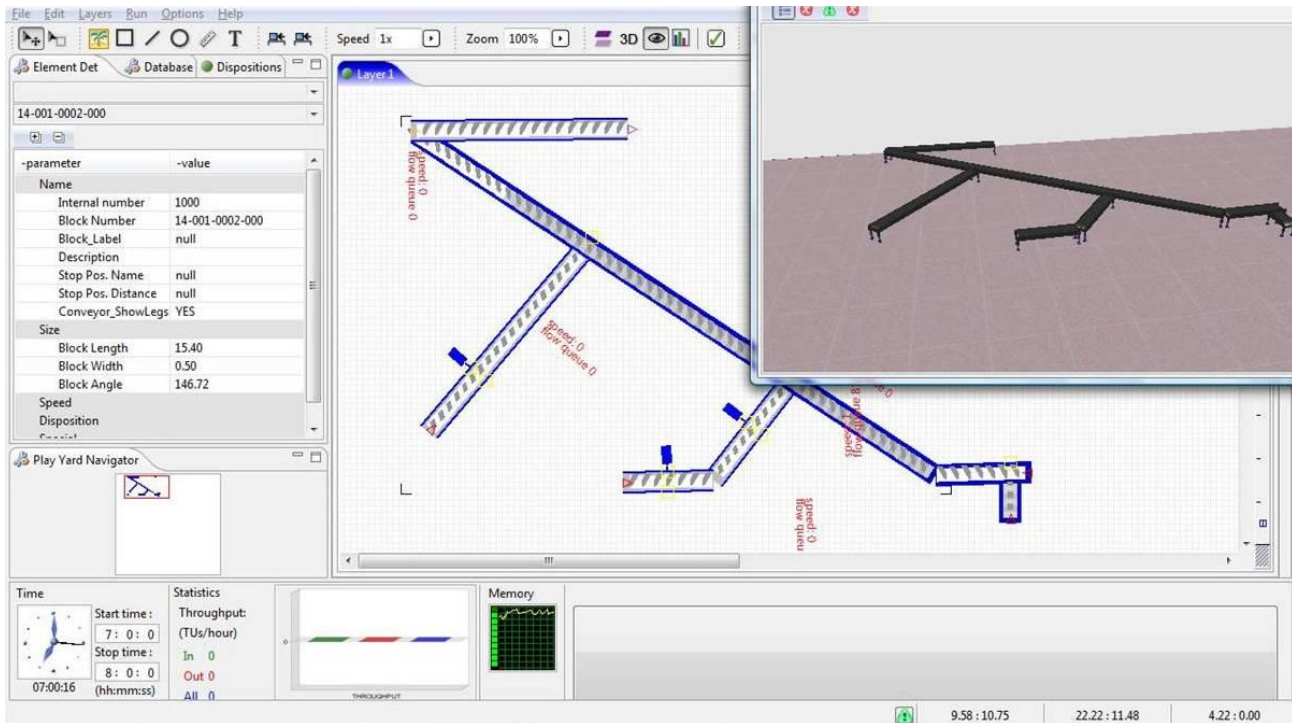 File Edit Layers Run Options Help
T Speed 1x Zoom 100% 3D
Element Det Database Dispositions
Layer 1
14-001-0002-000
-parameter -value
Name
Internal number 1000
Block Number 14-001-0002-000
Block_Label null
Description
Stop Pos. Name null
Stop Pos. Distance null
Conveyor_ShowLegs YES
Size
Block Length 15.40
Block Width 0.50
Block Angle 146.72
Speed
Disposition
Special
speed: 0
flow queue 0
speed: 0
flow queue 0
speed: 1
flow queue 8
speed: 0
flow queu
Play Yard Navigator
Time
Start time :
7 : 0 : 0
Stop time :
8 : 0 : 0
(hh:mm:ss)
07:00:16
Statistics
Throughput:
(TUs/hour)
In 0
Out 0
All 0
0
THROUGHPUT
Memory
9.58 : 10.75 22.22 : 11.48 4.22 : 0.00